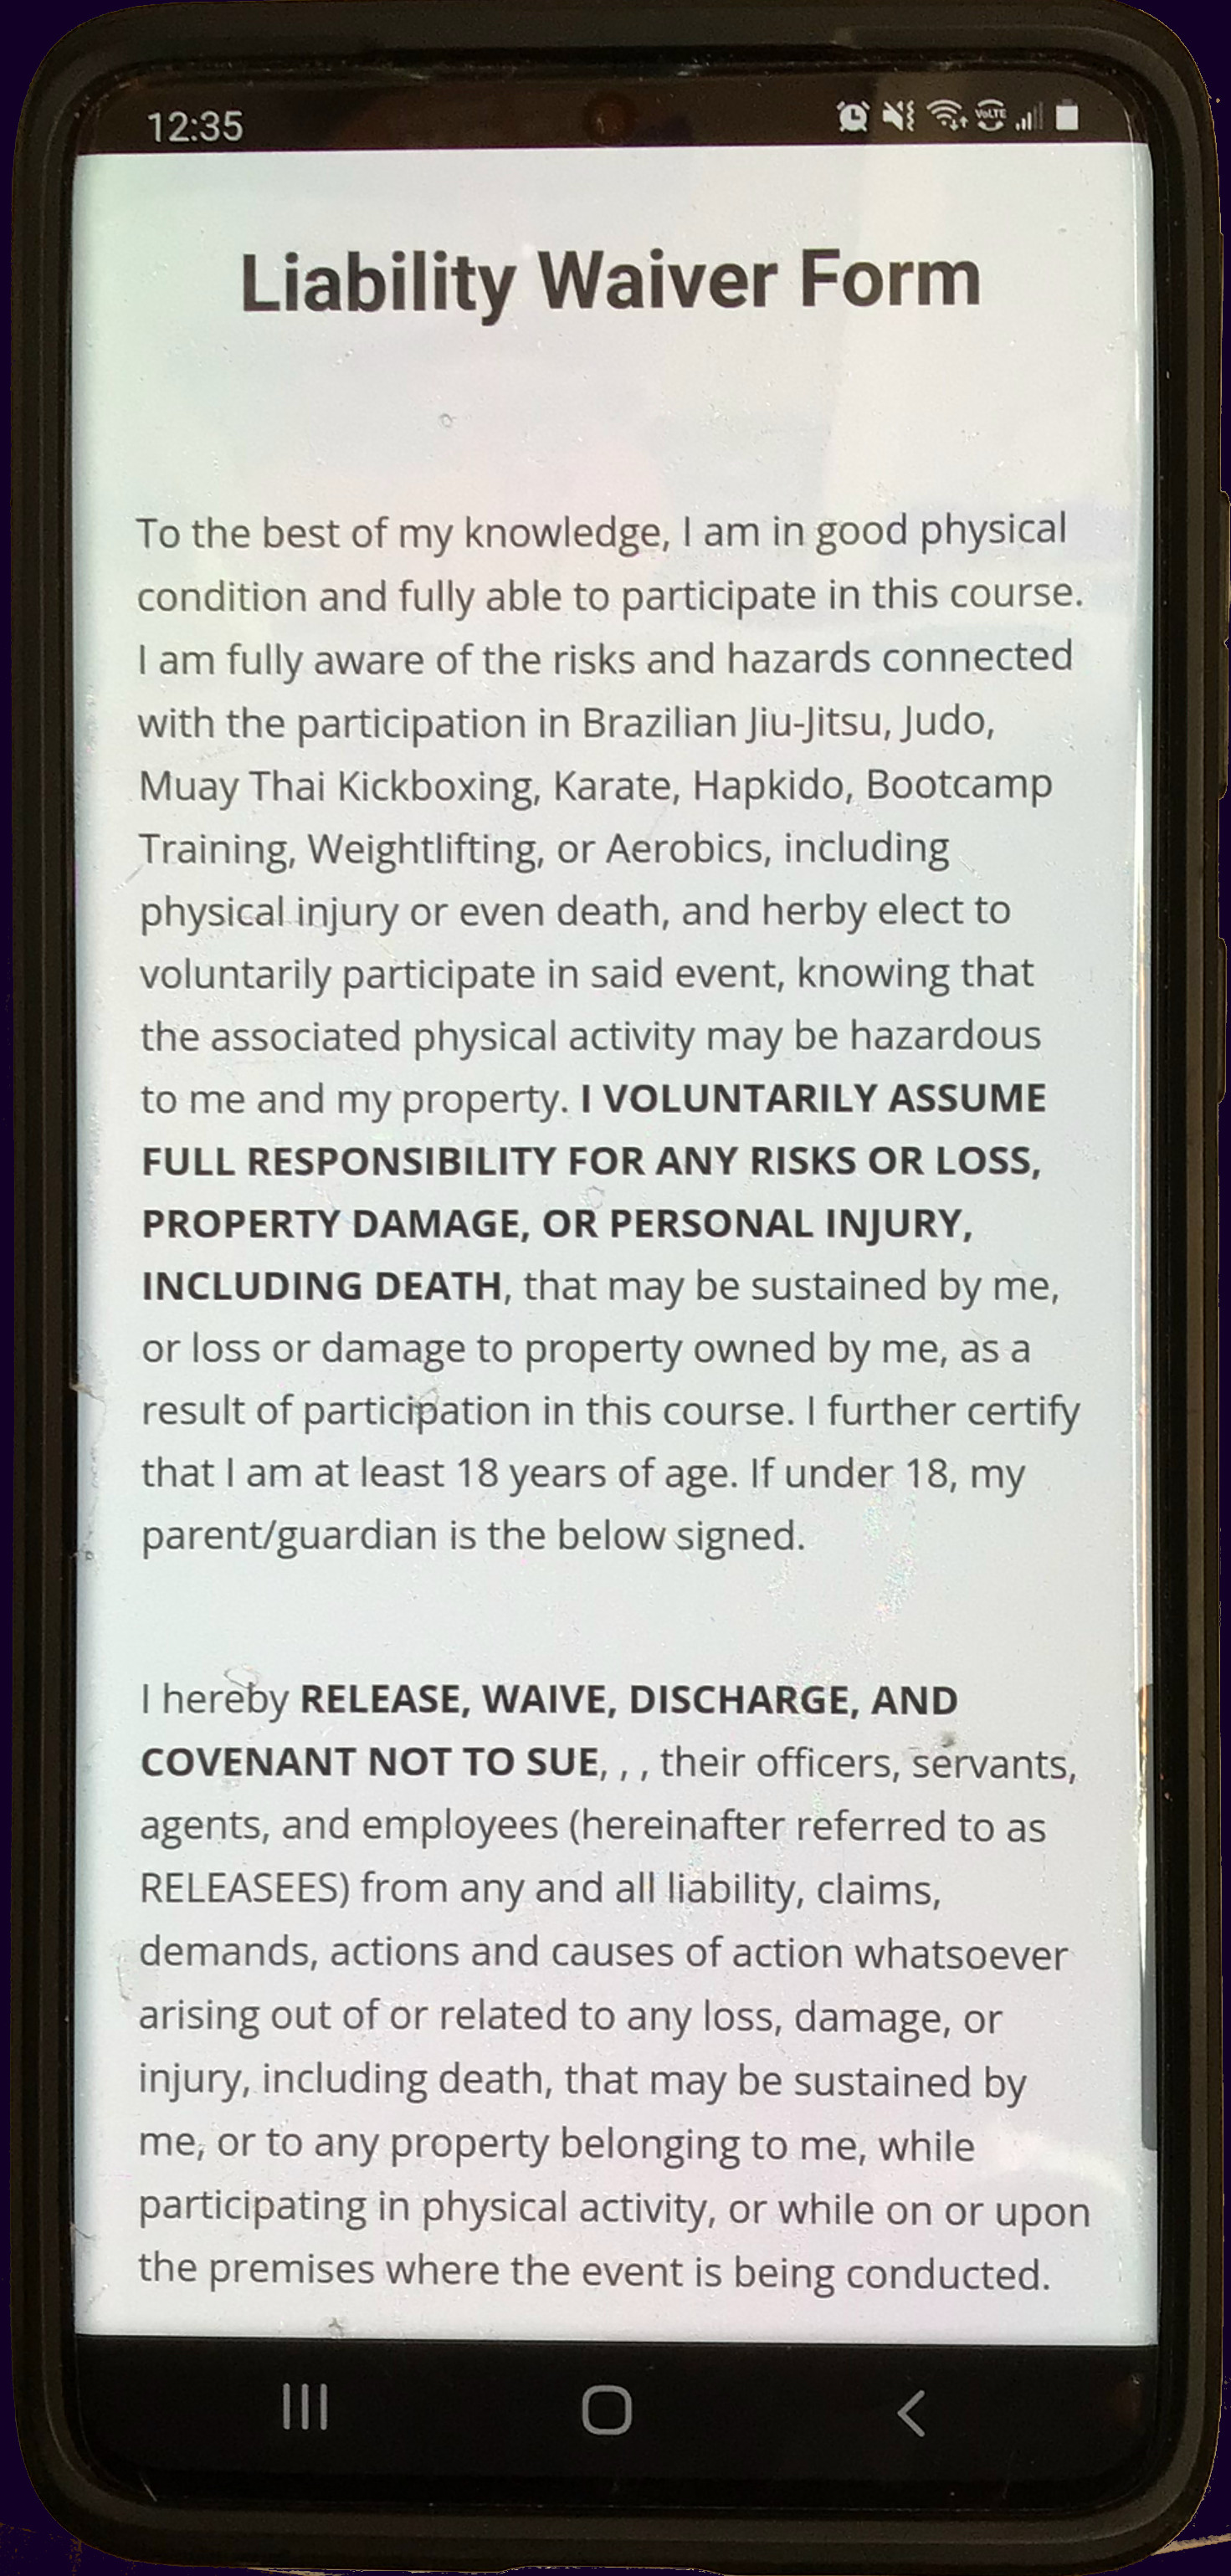 12:35
VoLTE
Liability Waiver Form
To the best of my knowledge, I am in good physical
condition and fully able to participate in this course.
I am fully aware of the risks and hazards connected
with the participation in Brazilian Jiu-Jitsu, Judo,
Muay Thai Kickboxing, Karate, Hapkido, Bootcamp
Training, Weightlifting, or Aerobics, including
physical injury or even death, and herby elect to
voluntarily participate in said event, knowing that
the associated physical activity may be hazardous
to me and my property. I VOLUNTARILY ASSUME
FULL RESPONSIBILITY FOR ANY RISKS OR LOSS,
PROPERTY DAMAGE, OR PERSONAL INJURY,
INCLUDING DEATH, that may be sustained by me,
or loss or damage to property owned by me, as a
result of participation in this course. I further certify
that I am at least 18 years of age. If under 18, my
parent/guardian is the below signed.
I hereby RELEASE, WAIVE, DISCHARGE, AND
COVENANT NOT TO SUE, , , their officers, servants,
agents, and employees (hereinafter referred to as
RELEASEES) from any and all liability, claims,
demands, actions and causes of action whatsoever
arising out of or related to any loss, damage, or
injury, including death, that may be sustained by
me, or to any property belonging to me, while
participating in physical activity, or while on or upon
the premises where the event is being conducted.